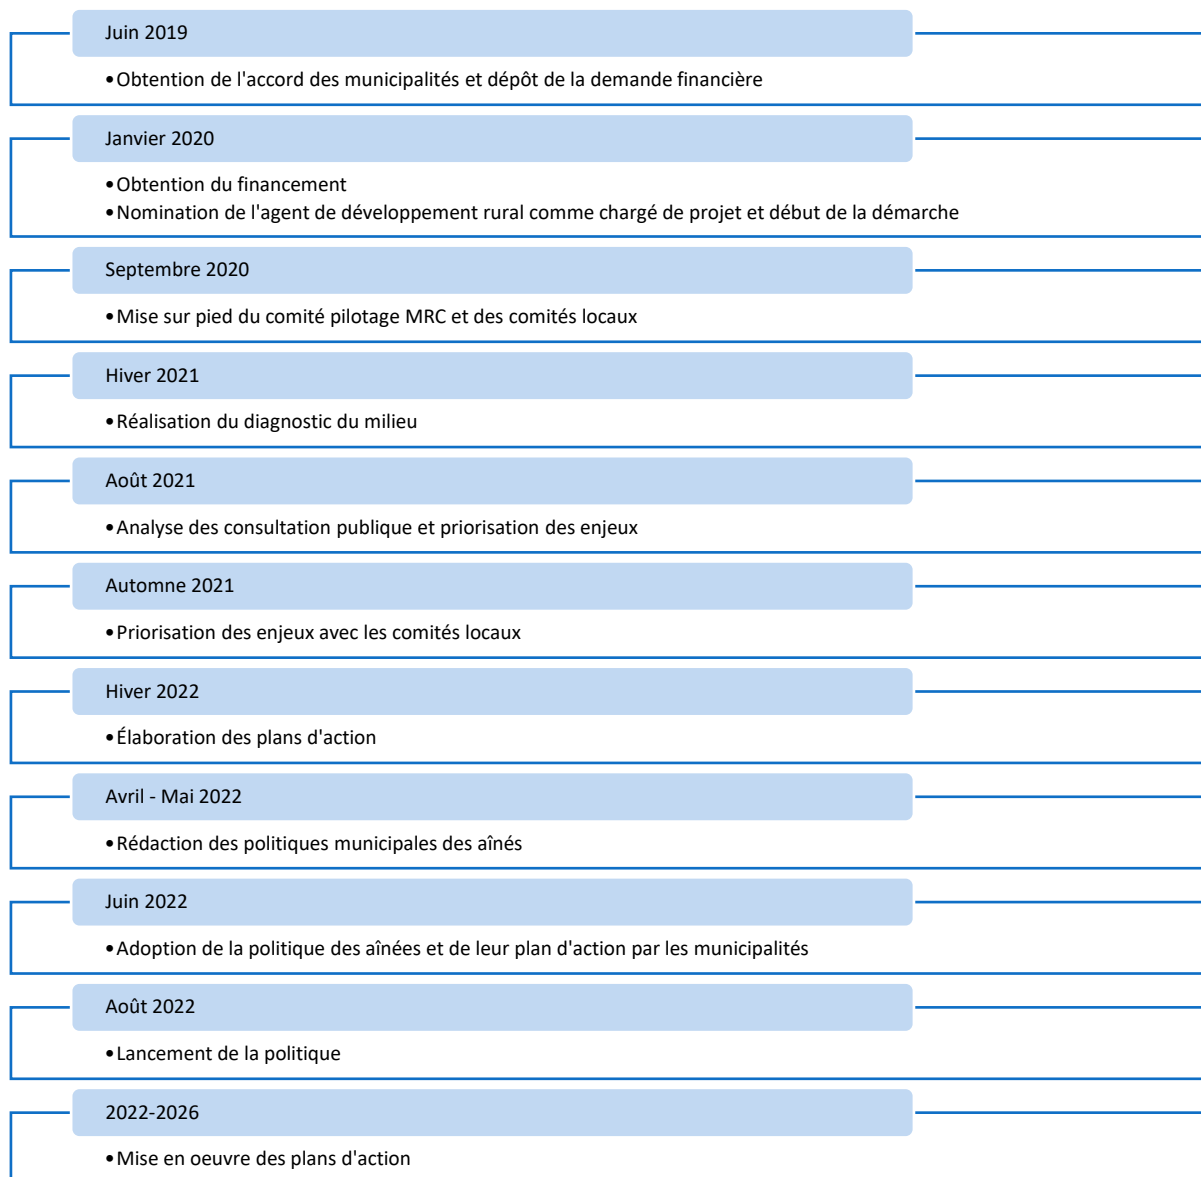 Juin 2019
•Obtention de l'accord des municipalités et dépôt de la demande financière
Janvier 2020
•Obtention du financement
•Nomination de l'agent de développement rural comme chargé de projet et début de la démarche
Septembre 2020
•Mise sur pied du comité pilotage MRC et des comités locaux
Hiver 2021
•Réalisation du diagnostic du milieu
Août 2021
•Analyse des consultation publique et priorisation des enjeux
Automne 2021
•Priorisation des enjeux avec les comités locaux
Hiver 2022
•Élaboration des plans d'action
Avril - Mai 2022
•Rédaction des politiques municipales des aînés
Juin 2022
•Adoption de la politique des aînées et de leur plan d'action par les municipalités
Août 2022
•Lancement de la politique
2022-2026
•Mise en oeuvre des plans d'action